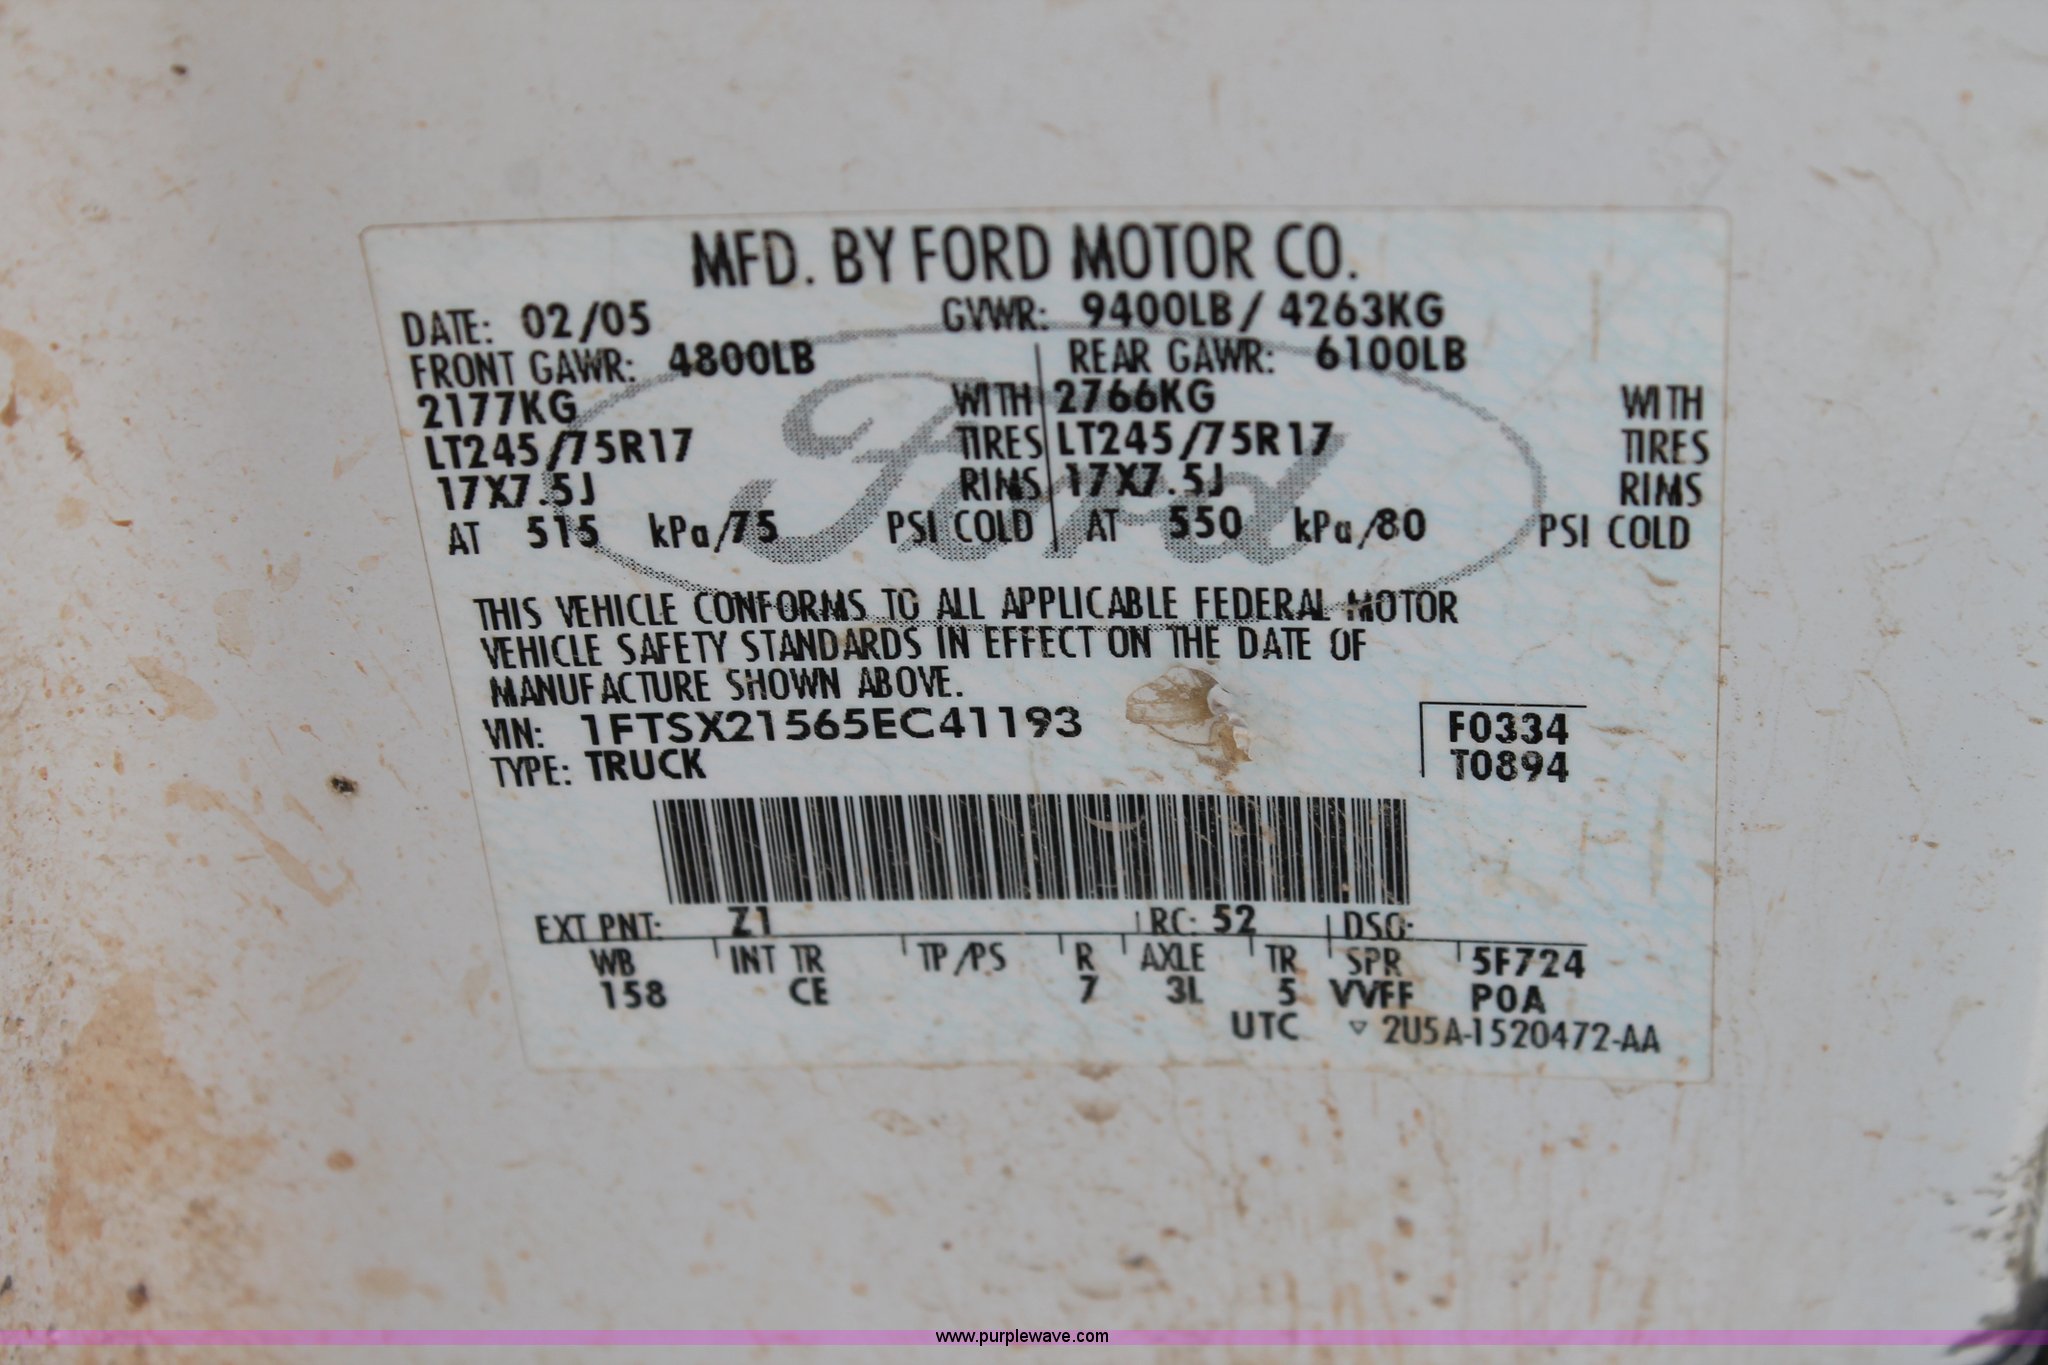 MFD. BY FORD MOTOR CO.
DATE: 02/05 GVWR: 9400LB / 4263KG
FRONT GAWR: 4800LB REAR GAWR: 6100LB
2177KG WITH 2766KG WITH
LT245/75R17 TIRES LT245/75R17 TIRES
17X7.5J RIMS 17X7.5J RIMS
AT 515 kPa/75 PSI COLD AT 550 kPa/80 PSI COLD
Ford
THIS VEHICLE CONFORMS TO ALL APPLICABLE FEDERAL MOTOR
VEHICLE SAFETY STANDARDS IN EFFECT ON THE DATE OF
MANUFACTURE SHOWN ABOVE.
VIN: 1FTSX21565EC41193 F0334
TYPE: TRUCK T0894
EXT PNT: Z1 RC: 52 DSO:
WB INT TR TP/PS R AXLE TR SPR 5F724
158 CE 7 3L 5 VVFF P0A
UTC ▽ 2U5A-1520472-AA
www.purplewave.com